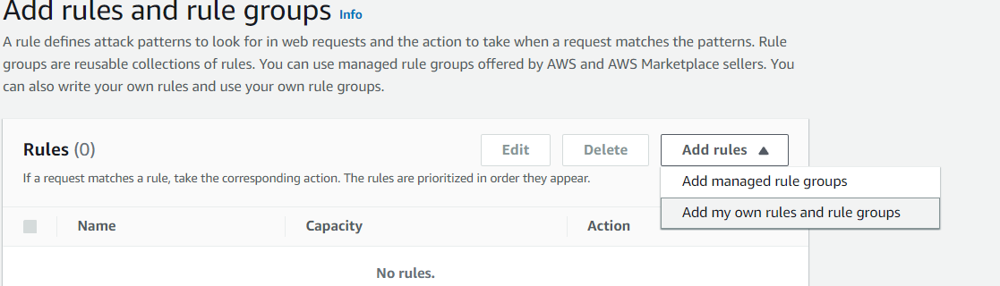 Add rules and rule groups Info
A rule defines attack patterns to look for in web requests and the action to take when a request matches the patterns. Rule
groups are reusable collections of rules. You can use managed rule groups offered by AWS and AWS Marketplace sellers. You
can also write your own rules and use your own rule groups.
Rules (0) Edit Delete Add rules
If a request matches a rule, take the corresponding action. The rules are prioritized in order they appear.
Add managed rule groups
Add my own rules and rule groups
Name Capacity Action
No rules.